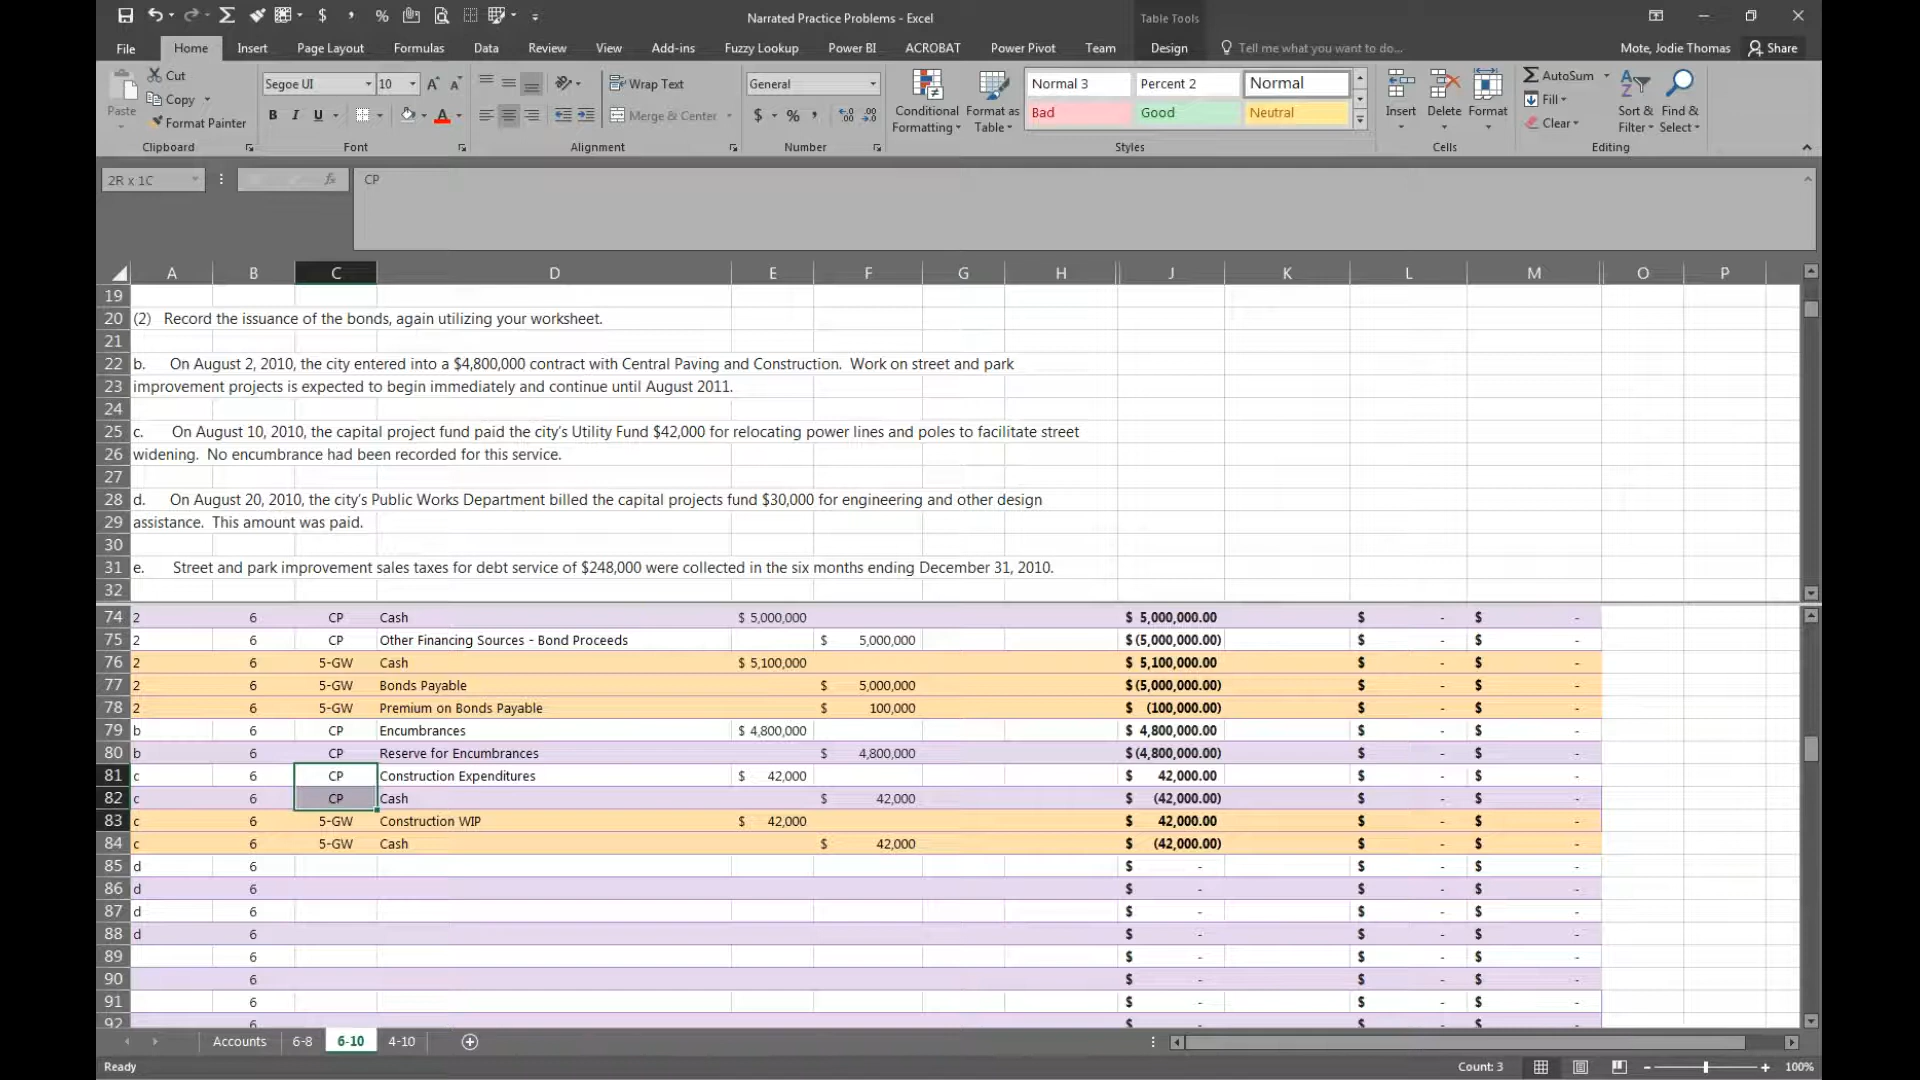 Narrated Practice Problems - Excel
Table Tools
File Home Insert Page Layout Formulas Data Review View Add-ins Fuzzy Lookup Power BI ACROBAT Power Pivot Team Design Tell me what you want to do... Mote, Jodie Thomas Share
Paste
Cut
Copy
Format Painter
Clipboard
Segoe UI 10
B I U
Font
Wrap Text
Merge & Center
Alignment
General
$ % ,
Number
Conditional Formatting
Format as Table
Normal 3 Percent 2 Normal
Bad Good Neutral
Styles
Insert Delete Format
Cells
AutoSum
Fill
Clear
Sort & Filter
Find & Select
Editing
2R x 1C fx CP
A B C D E F G H J K L M O P
19
20 (2) Record the issuance of the bonds, again utilizing your worksheet.
21
22 b. On August 2, 2010, the city entered into a $4,800,000 contract with Central Paving and Construction. Work on street and park
23 improvement projects is expected to begin immediately and continue until August 2011.
24
25 c. On August 10, 2010, the capital project fund paid the city's Utility Fund $42,000 for relocating power lines and poles to facilitate street
26 widening. No encumbrance had been recorded for this service.
27
28 d. On August 20, 2010, the city's Public Works Department billed the capital projects fund $30,000 for engineering and other design
29 assistance. This amount was paid.
30
31 e. Street and park improvement sales taxes for debt service of $248,000 were collected in the six months ending December 31, 2010.
32
74 2 6 CP Cash $ 5,000,000 $ 5,000,000.00 $ - $ -
75 2 6 CP Other Financing Sources - Bond Proceeds $ 5,000,000 $ (5,000,000.00) $ - $ -
76 2 6 5-GW Cash $ 5,100,000 $ 5,100,000.00 $ - $ -
77 2 6 5-GW Bonds Payable $ 5,000,000 $ (5,000,000.00) $ - $ -
78 2 6 5-GW Premium on Bonds Payable $ 100,000 $ (100,000.00) $ - $ -
79 b 6 CP Encumbrances $ 4,800,000 $ 4,800,000.00 $ - $ -
80 b 6 CP Reserve for Encumbrances $ 4,800,000 $ (4,800,000.00) $ - $ -
81 c 6 CP Construction Expenditures $ 42,000 $ 42,000.00 $ - $ -
82 c 6 CP Cash $ 42,000 $ (42,000.00) $ - $ -
83 c 6 5-GW Construction WIP $ 42,000 $ 42,000.00 $ - $ -
84 c 6 5-GW Cash $ 42,000 $ (42,000.00) $ - $ -
85 d 6 $ - $ - $ -
86 d 6 $ - $ - $ -
87 d 6 $ - $ - $ -
88 d 6 $ - $ - $ -
89 6 $ - $ - $ -
90 6 $ - $ - $ -
91 6 $ - $ - $ -
92 6 $ - $ - $ -
Accounts 6-8 6-10 4-10
Ready Count: 3 100%